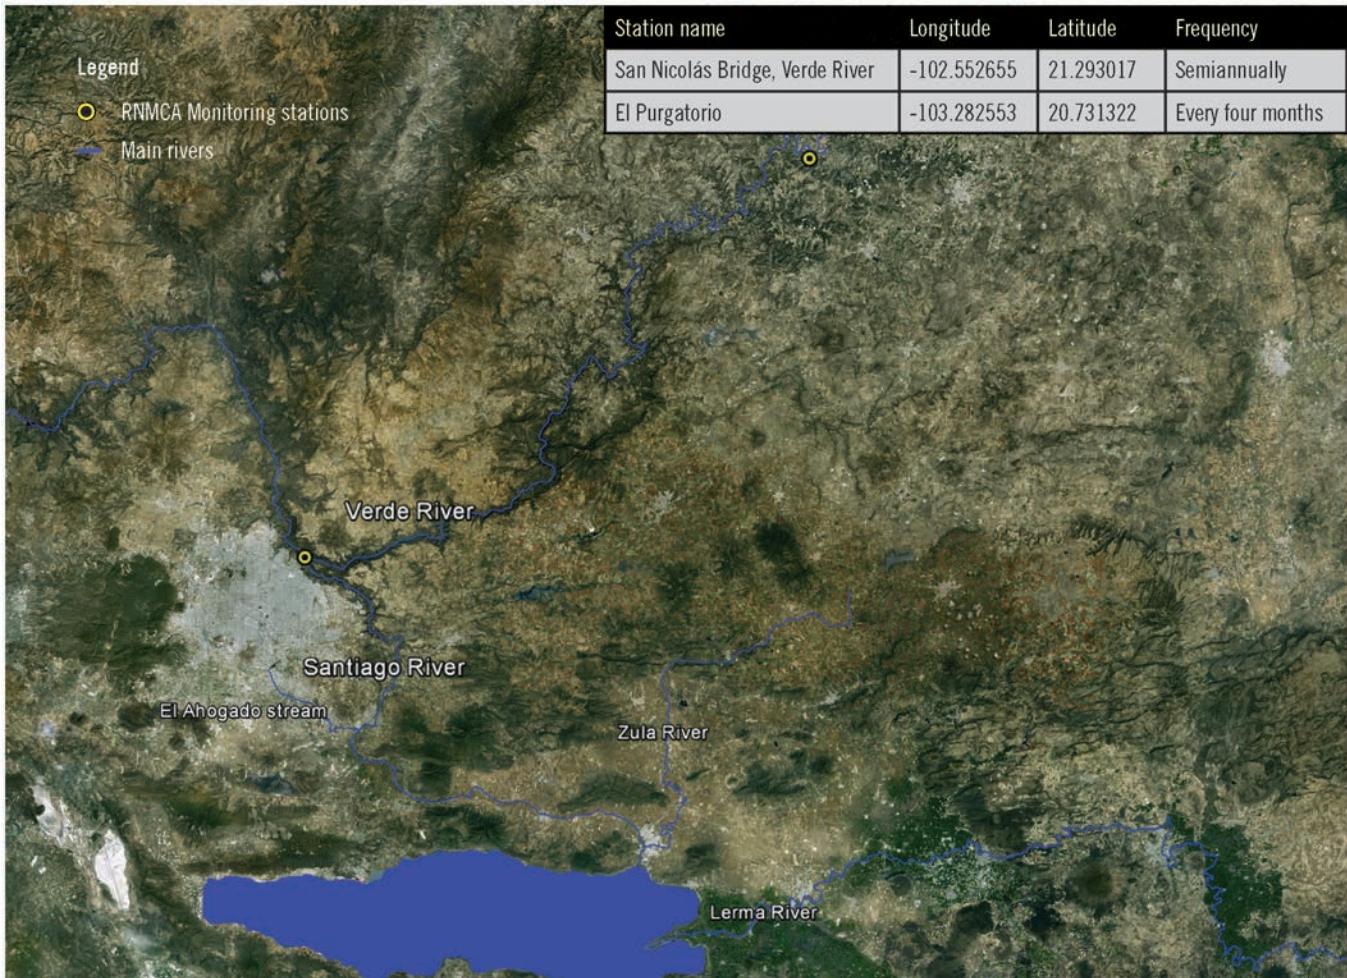 Station name Longitude Latitude Frequency
San Nicolás Bridge, Verde River -102.552655 21.293017 Semiannually
El Purgatorio -103.282553 20.731322 Every four months
Legend
RNMCA Monitoring stations
Main rivers
Verde River
Santiago River
El Ahogado stream
Zula River
Lerma River